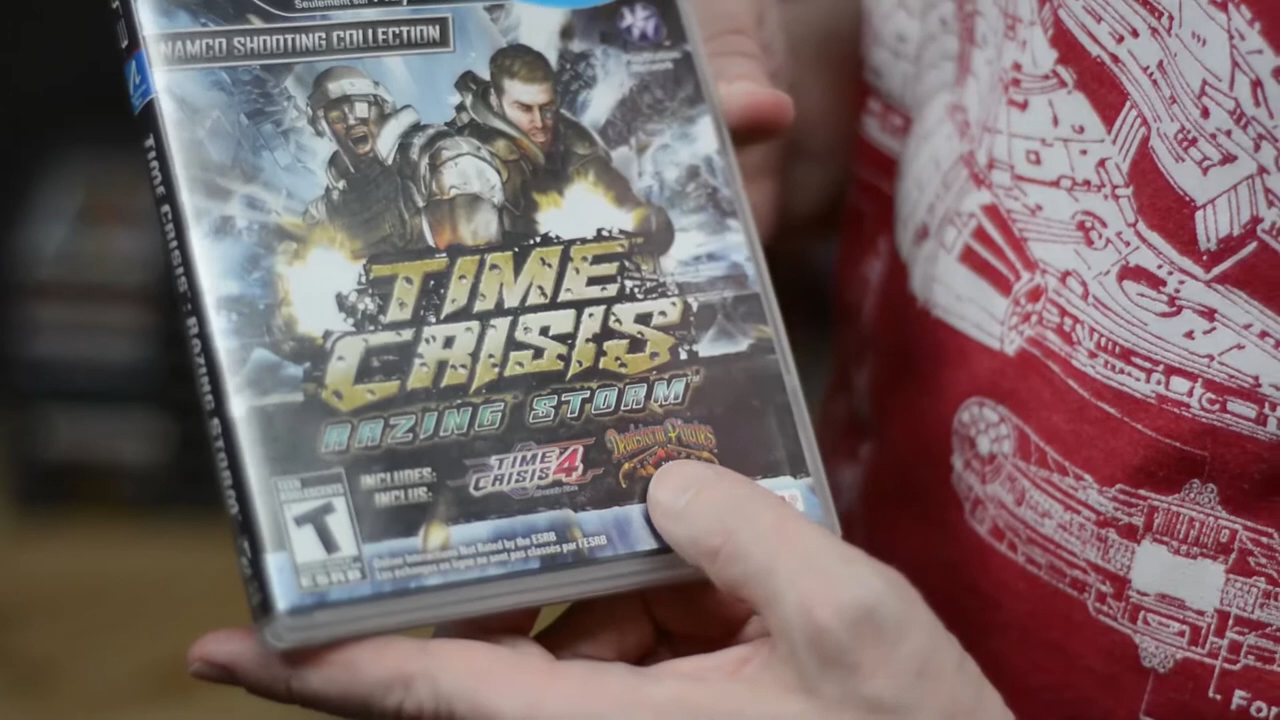 Seulement sur
NAMCO SHOOTING COLLECTION
TIME CRISIS: RAZING STORM
TIME
CRISIS
RAZING STORM™
INCLUDES:
INCLUS:
TIME
CRISIS 4
Deadstorm Pirates
TEEN
ADOLESCENTS
T
ESRB
Online Interactions Not Rated by the ESRB
Les échanges en ligne ne sont pas classés par l'ESRB
For